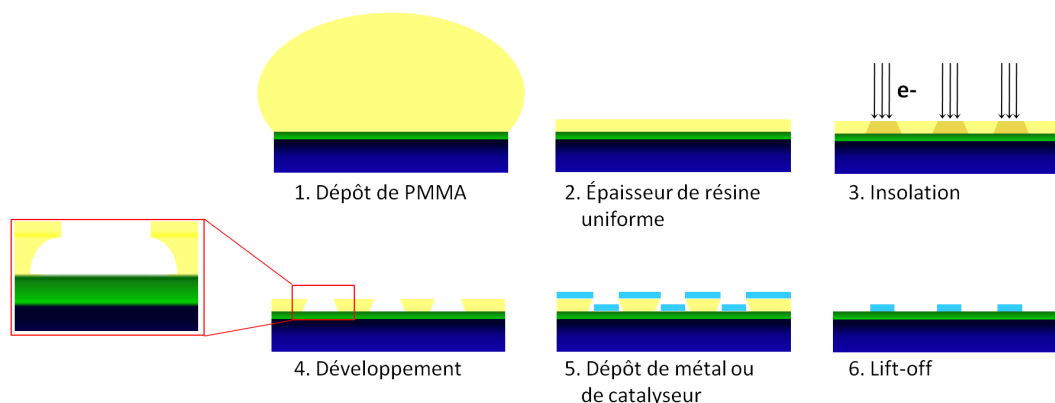 e-
1. Dépôt de PMMA
2. Épaisseur de résine
uniforme
3. Insolation
4. Développement
5. Dépôt de métal ou
de catalyseur
6. Lift-off